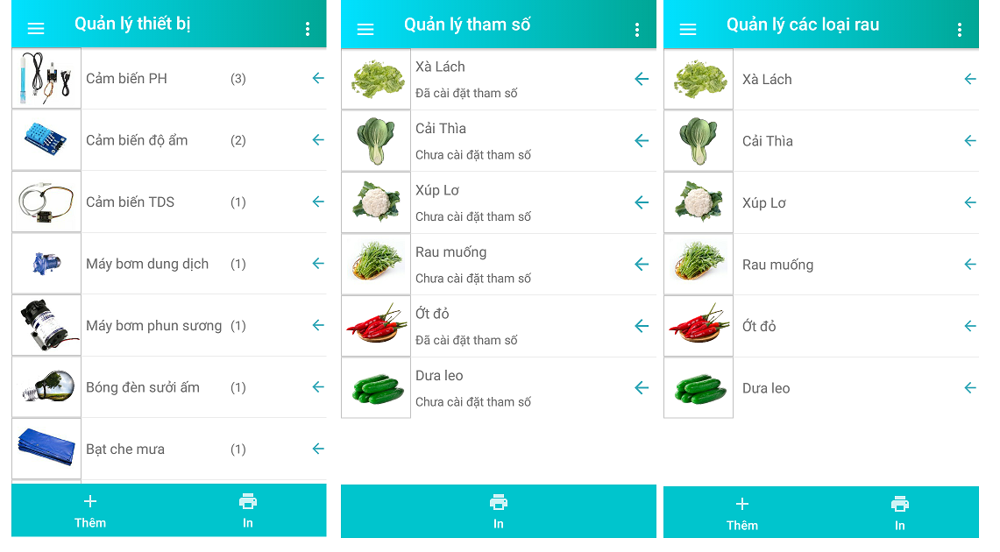 Quản lý thiết bị
Cảm biến PH (3)
Cảm biến độ ẩm (2)
Cảm biến TDS (1)
Máy bơm dung dịch (1)
Máy bơm phun sương (1)
Bóng đèn sưởi ấm (1)
Bạt che mưa (1)
Thêm In
Quản lý tham số
Xà Lách
Đã cài đặt tham số
Cải Thìa
Chưa cài đặt tham số
Xúp Lơ
Chưa cài đặt tham số
Rau muống
Chưa cài đặt tham số
Ớt đỏ
Đã cài đặt tham số
Dưa leo
Chưa cài đặt tham số
In
Quản lý các loại rau
Xà Lách
Cải Thìa
Xúp Lơ
Rau muống
Ớt đỏ
Dưa leo
Thêm In